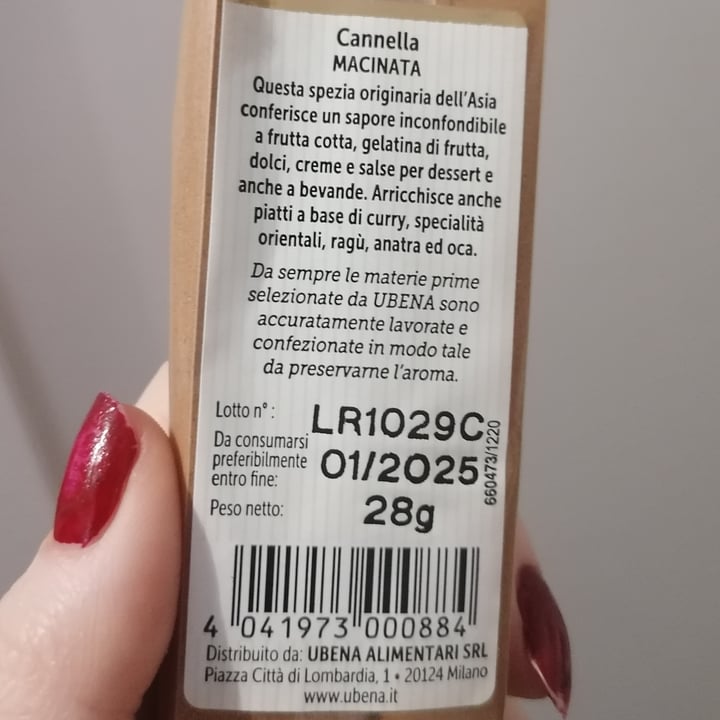 Cannella
MACINATA
Questa spezia originaria dell'Asia
conferisce un sapore inconfondibile
a frutta cotta, gelatina di frutta,
dolci, creme e salse per dessert e
anche a bevande. Arricchisce anche
piatti a base di curry, specialità
orientali, ragù, anatra ed oca.
Da sempre le materie prime
selezionate da UBENA sono
accuratamente lavorate e
confezionate in modo tale
da preservarne l'aroma.
Lotto n°: LR1029C
Da consumarsi
preferibilmente
entro fine: 01/2025
Peso netto: 28g
660473/1220
4 041973 000884
Distribuito da: UBENA ALIMENTARI SRL
Piazza Città di Lombardia, 1 • 20124 Milano
www.ubena.it